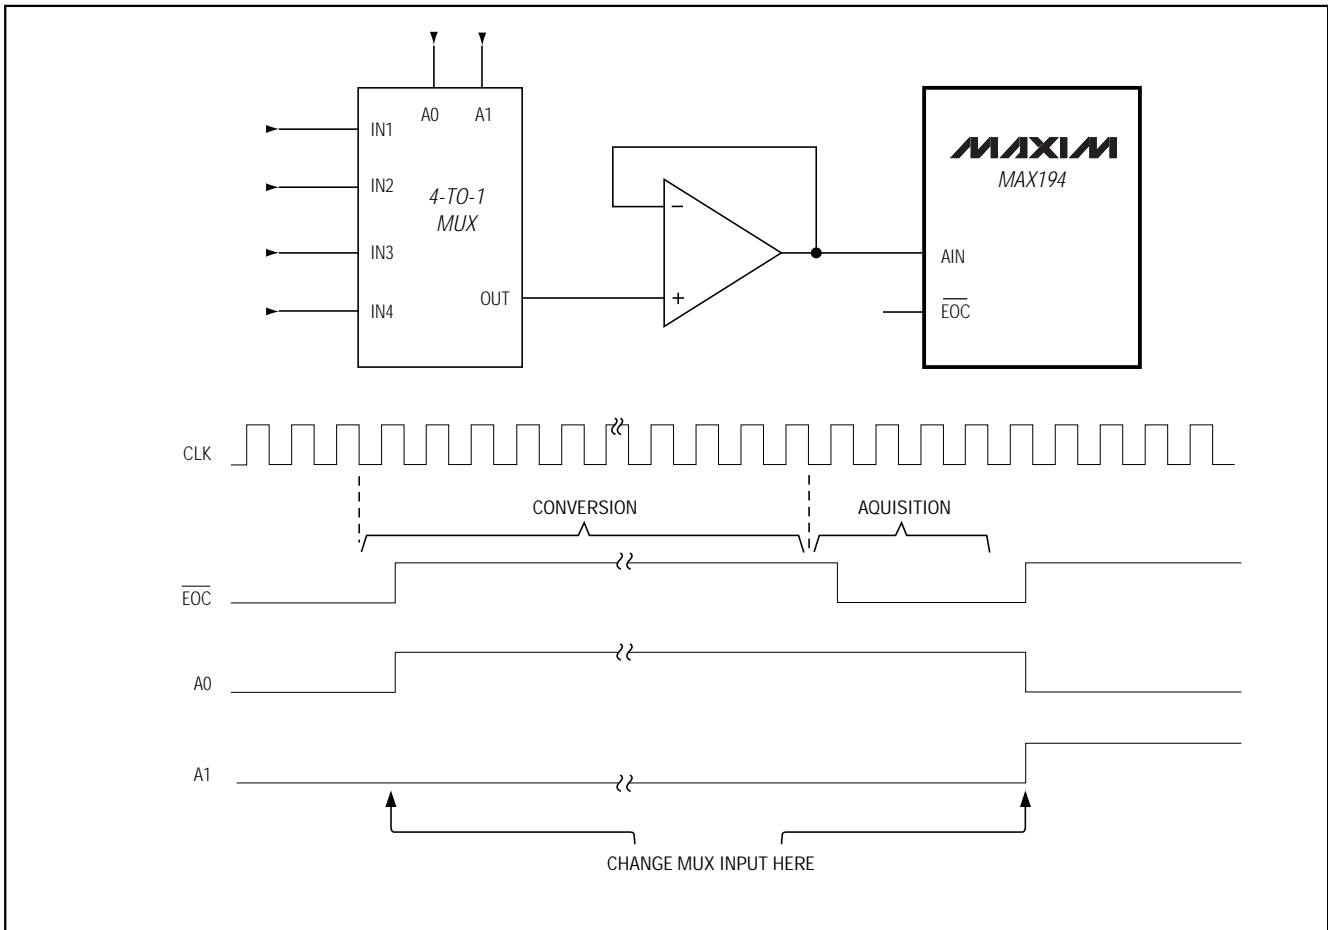 A0 A1
IN1
IN2
IN3
IN4
4-TO-1
MUX
OUT
−
+
MAXIM
MAX194
AIN
EOC
CLK
CONVERSION
AQUISITION
EOC
A0
A1
CHANGE MUX INPUT HERE